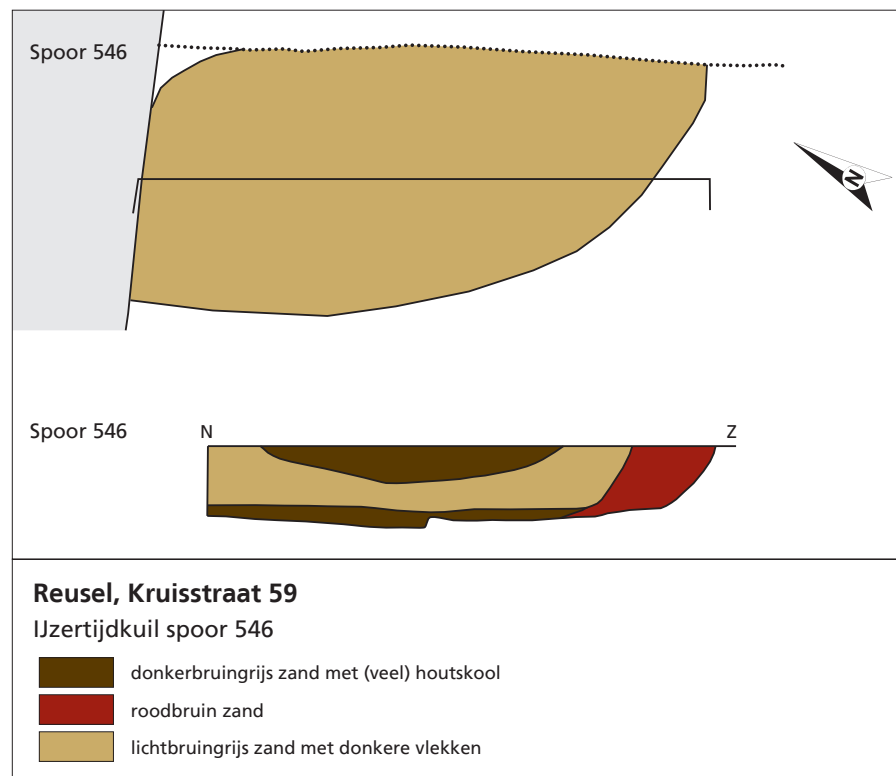 Spoor 546
N
Spoor 546
N
Z
Reusel, Kruisstraat 59
IJzertijdkuil spoor 546
donkerbruingrijs zand met (veel) houtskool
roodbruin zand
lichtbruingrijs zand met donkere vlekken